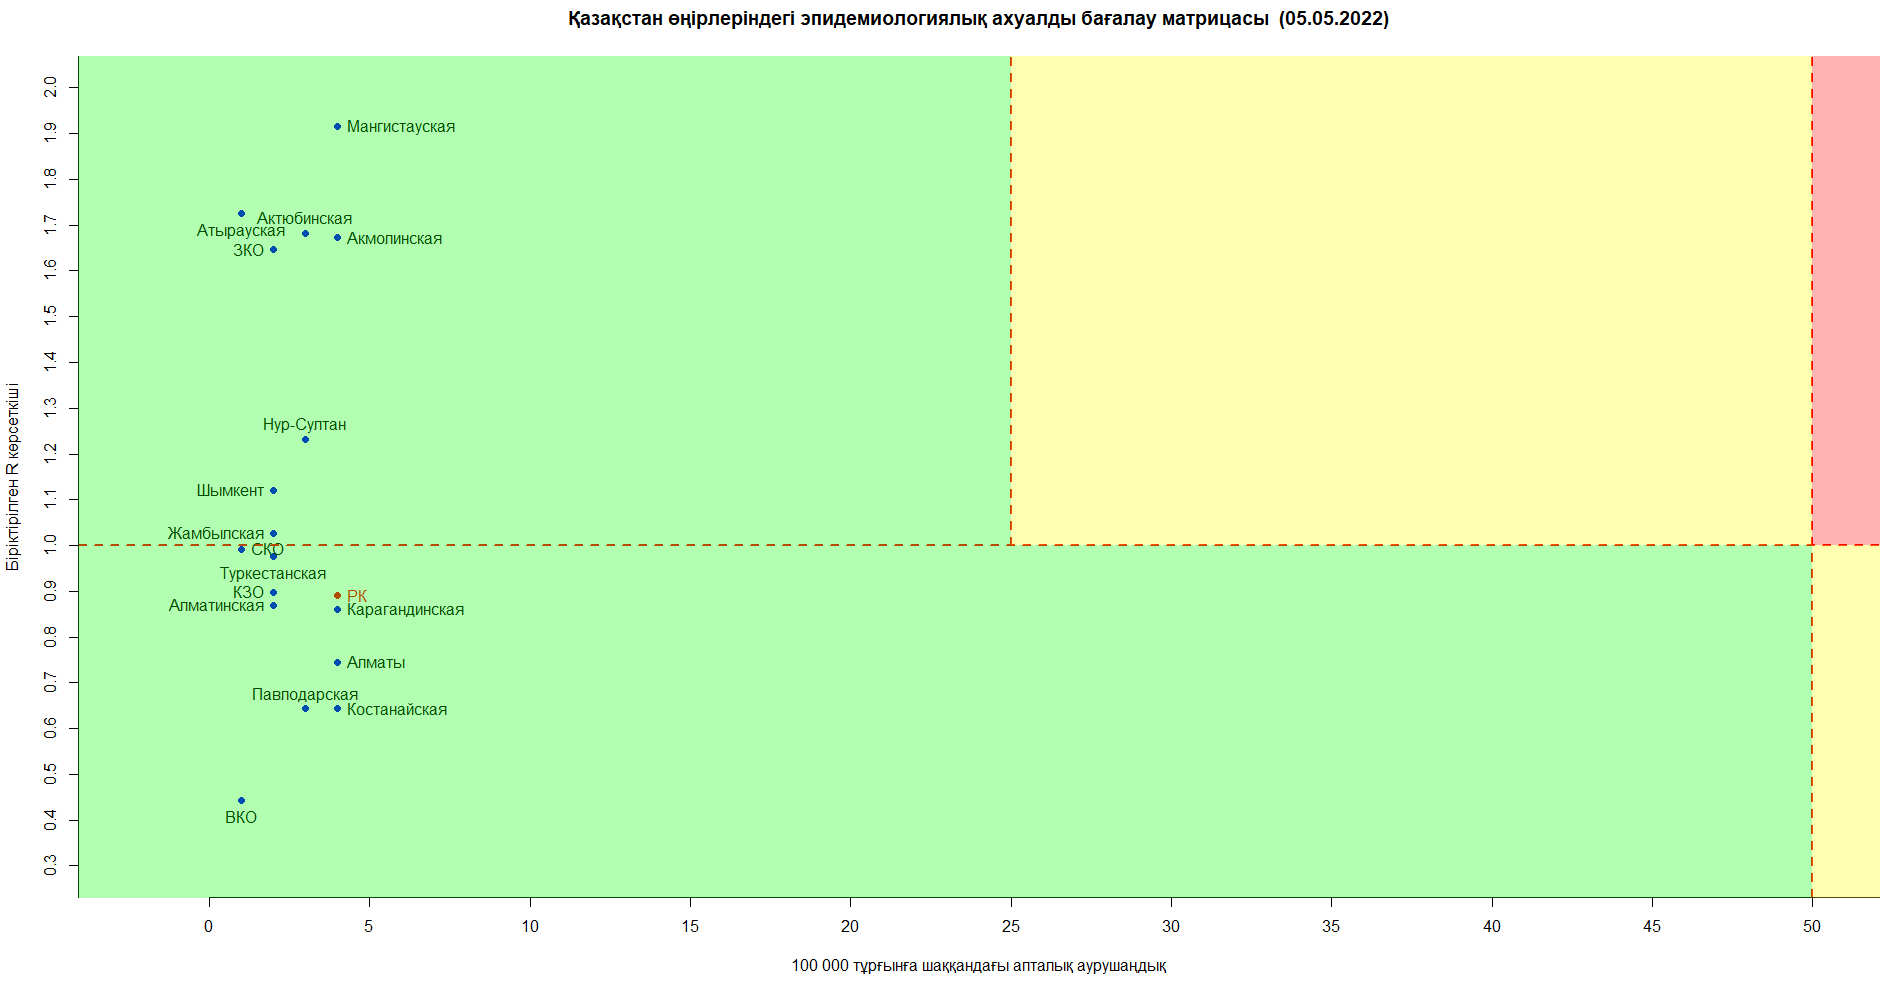 Қазақстан өңірлеріндегі эпидемиологиялық ахуалды бағалау матрицасы (05.05.2022)
Біріктірілген R көрсеткіші
2.0
1.9
1.8
1.7
1.6
1.5
1.4
1.3
1.2
1.1
1.0
0.9
0.8
0.7
0.6
0.5
0.4
0.3
Мангистауская
Актюбинская
Атырауская
Акмолинская
ЗКО
Нур-Султан
Шымкент
Жамбылская
СКО
Туркестанская
КЗО
РК
Алматинская
Карагандинская
Алматы
Павлодарская
Костанайская
ВКО
0 5 10 15 20 25 30 35 40 45 50
100 000 тұрғынға шаққандағы апталық аурушаңдық